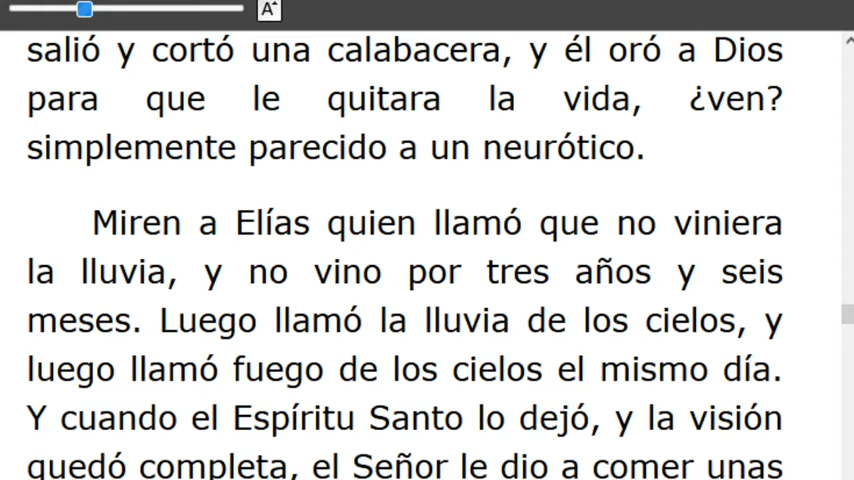 A
salió y cortó una calabacera, y él oró a Dios
para que le quitara la vida, ¿ven?
simplemente parecido a un neurótico.
Miren a Elías quien llamó que no viniera
la lluvia, y no vino por tres años y seis
meses. Luego llamó la lluvia de los cielos, y
luego llamó fuego de los cielos el mismo día.
Y cuando el Espíritu Santo lo dejó, y la visión
quedó completa, el Señor le dio a comer unas